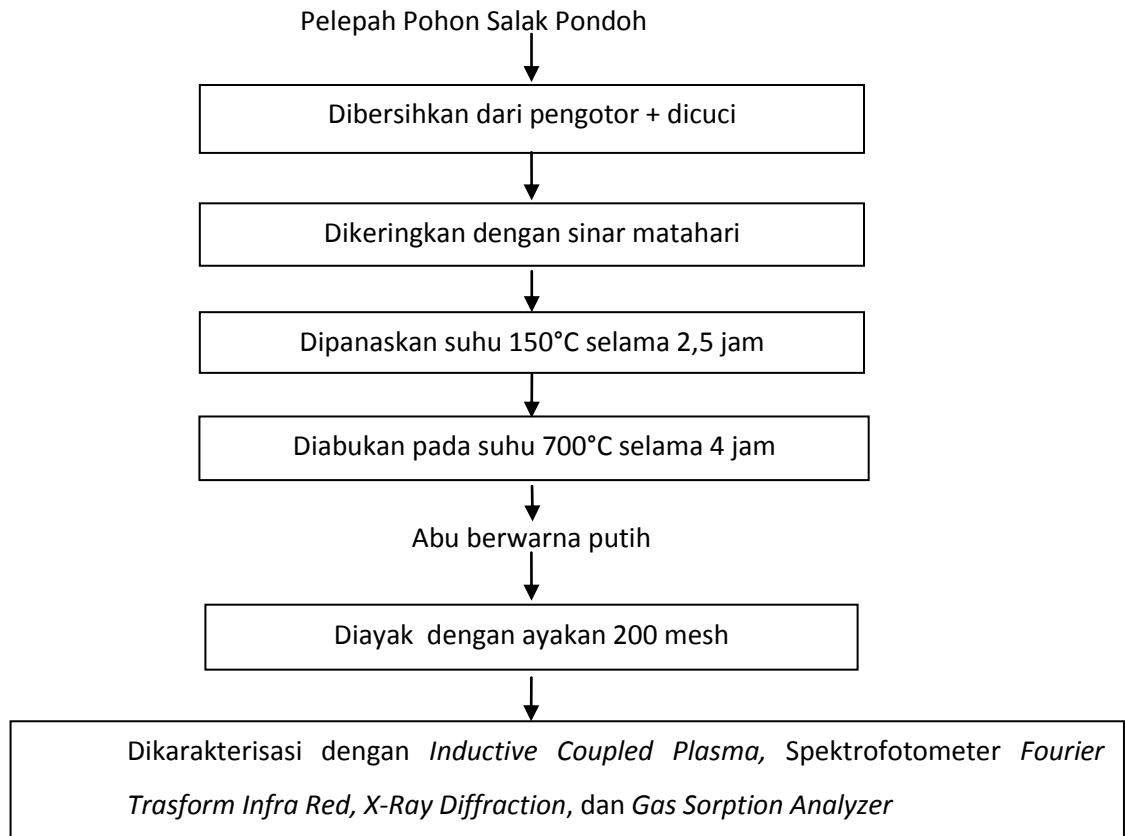 Pelepah Pohon Salak Pondoh
Dibersihkan dari pengotor + dicuci
Dikeringkan dengan sinar matahari
Dipanaskan suhu 150°C selama 2,5 jam
Diabukan pada suhu 700°C selama 4 jam
Abu berwarna putih
Diayak dengan ayakan 200 mesh
Dikarakterisasi dengan Inductive Coupled Plasma, Spektrofotometer Fourier
Trasform Infra Red, X-Ray Diffraction, dan Gas Sorption Analyzer